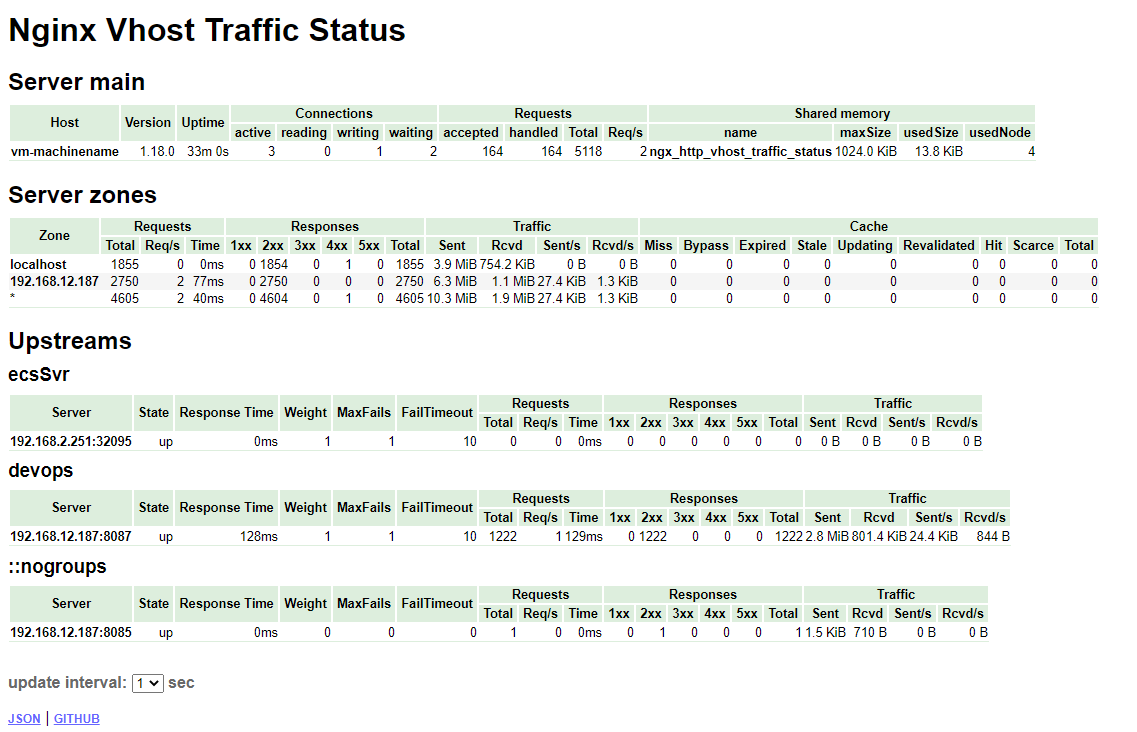 Nginx Vhost Traffic Status
Server main
Host Version Uptime Connections Requests Shared memory
active reading writing waiting accepted handled Total Req/s name maxSize usedSize usedNode
vm-machinename 1.18.0 33m 0s 3 0 1 2 164 164 5118 2 ngx_http_vhost_traffic_status 1024.0 KiB 13.8 KiB 4
Server zones
Zone Requests Responses Traffic Cache
Total Req/s Time 1xx 2xx 3xx 4xx 5xx Total Sent Rcvd Sent/s Rcvd/s Miss Bypass Expired Stale Updating Revalidated Hit Scarce Total
localhost 1855 0 0ms 0 1854 0 1 0 1855 3.9 MiB 754.2 KiB 0 B 0 B 0 0 0 0 0 0 0 0 0
192.168.12.187 2750 2 77ms 0 2750 0 0 0 2750 6.3 MiB 1.1 MiB 27.4 KiB 1.3 KiB 0 0 0 0 0 0 0 0 0
* 4605 2 40ms 0 4604 0 1 0 4605 10.3 MiB 1.9 MiB 27.4 KiB 1.3 KiB 0 0 0 0 0 0 0 0 0
Upstreams
ecsSvr
Server State Response Time Weight MaxFails FailTimeout Requests Responses Traffic
Total Req/s Time 1xx 2xx 3xx 4xx 5xx Total Sent Rcvd Sent/s Rcvd/s
192.168.2.251:32095 up 0ms 1 1 10 0 0 0ms 0 0 0 0 0 0 0 B 0 B 0 B 0 B
devops
Server State Response Time Weight MaxFails FailTimeout Requests Responses Traffic
Total Req/s Time 1xx 2xx 3xx 4xx 5xx Total Sent Rcvd Sent/s Rcvd/s
192.168.12.187:8087 up 128ms 1 1 10 1222 1 129ms 0 1222 0 0 0 1222 2.8 MiB 801.4 KiB 24.4 KiB 844 B
::nogroups
Server State Response Time Weight MaxFails FailTimeout Requests Responses Traffic
Total Req/s Time 1xx 2xx 3xx 4xx 5xx Total Sent Rcvd Sent/s Rcvd/s
192.168.12.187:8085 up 0ms 0 0 0 1 0 0ms 0 1 0 0 0 1 1.5 KiB 710 B 0 B 0 B
update interval: 1 sec
JSON | GITHUB